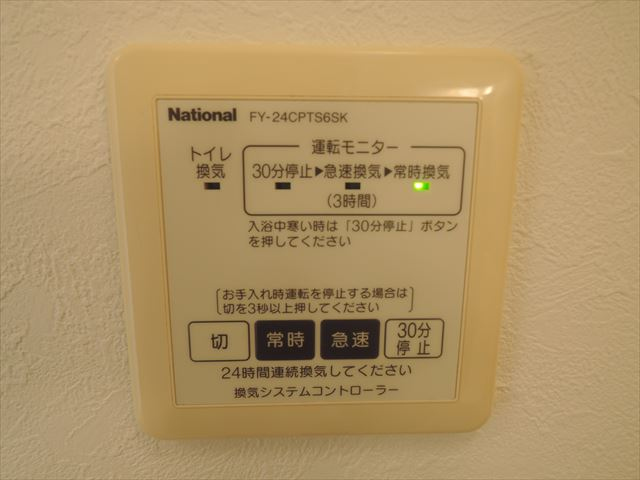 National FY-24CPTS6SK
運転モニター
トイレ
換気
30分停止▶急速換気▶常時換気
(3時間)
入浴中寒い時は「30分停止」ボタン
を押してください
お手入れ時運転を停止する場合は
切を3秒以上押してください
切 常時 急速 30分
停止
24時間連続換気してください
換気システムコントローラー